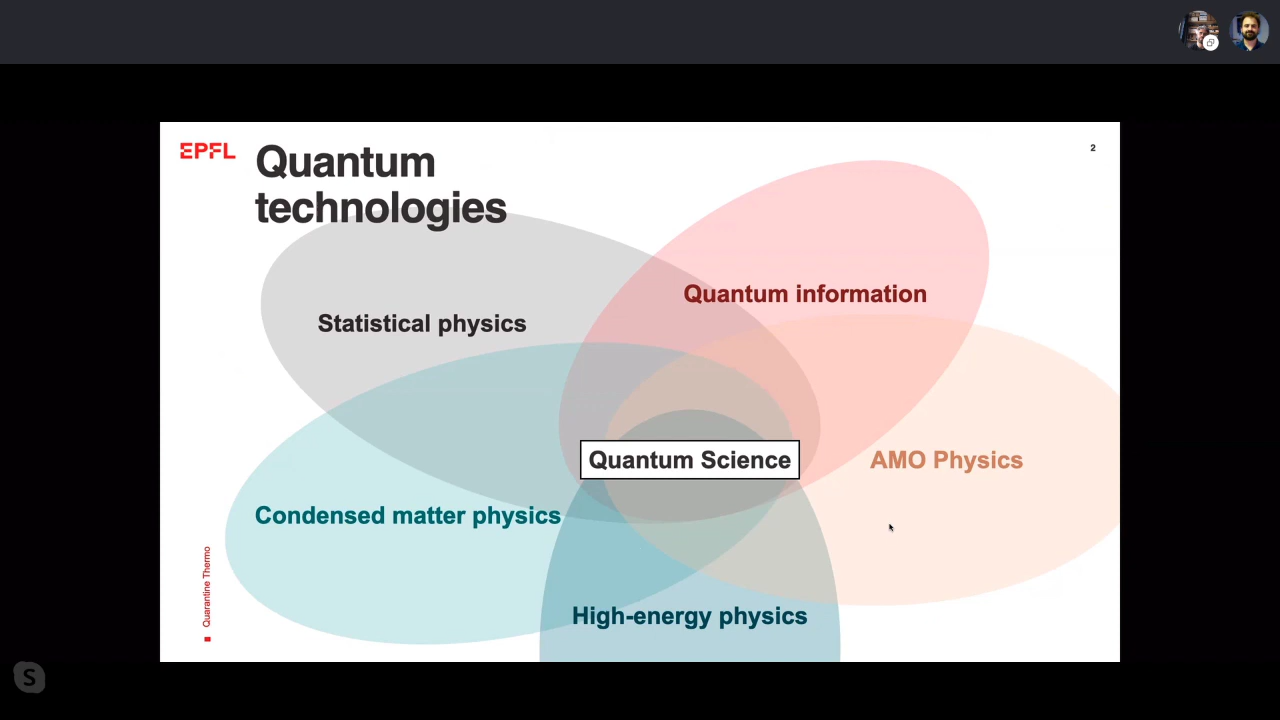 EPFL
Quantum
technologies
2
Quantum information
Statistical physics
Quantum Science
AMO Physics
Condensed matter physics
High-energy physics
Quarantine Thermo
S